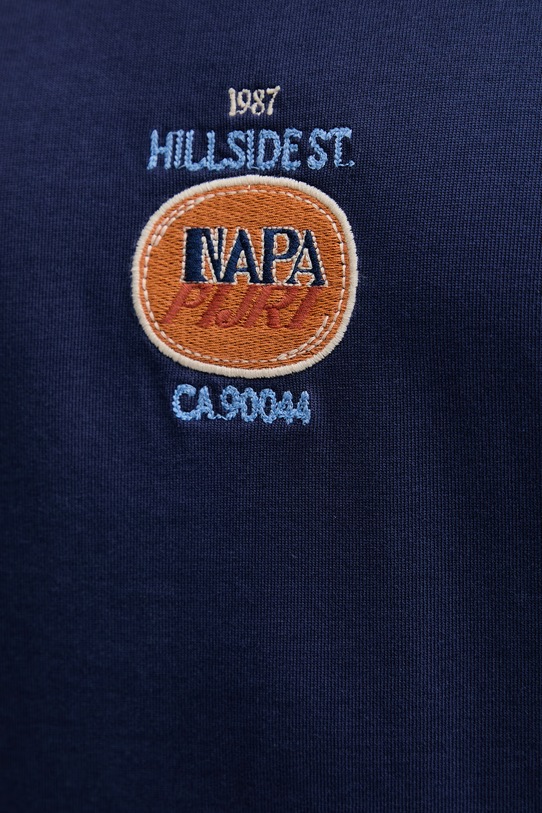 1987
HILLSIDE ST.
NAPA
PIJRI
CA.90044